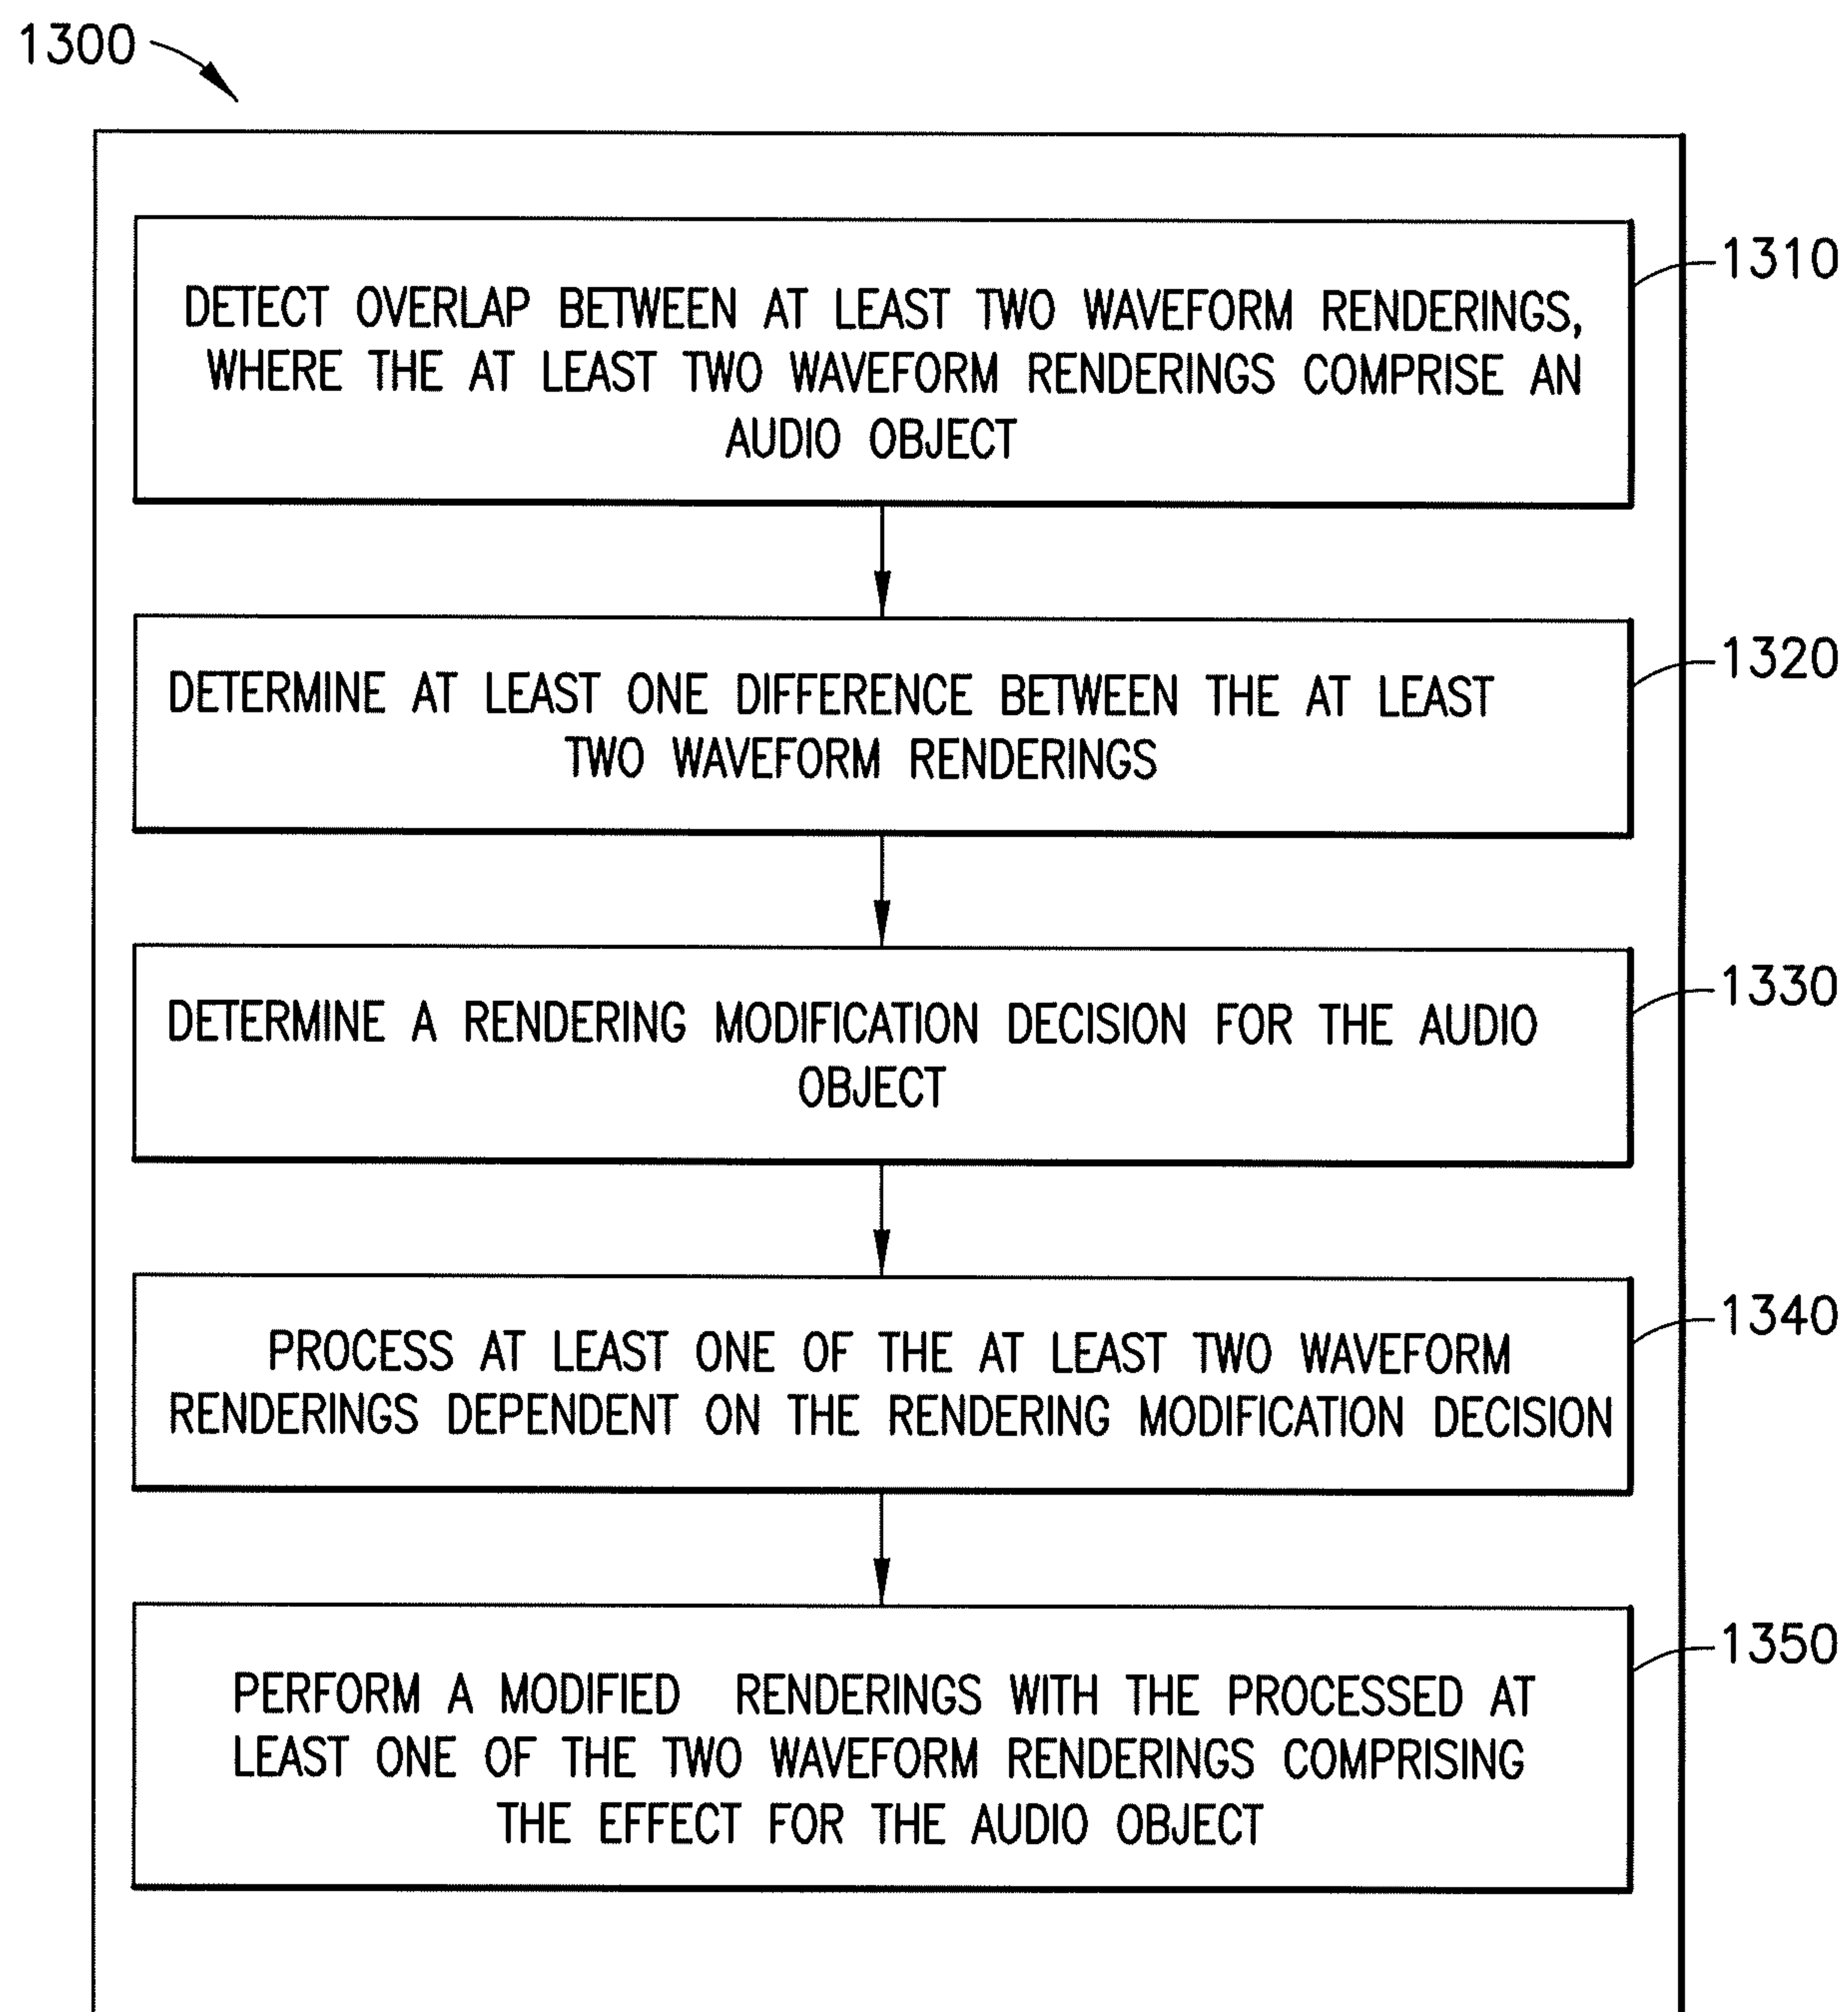 1300
DETECT OVERLAP BETWEEN AT LEAST TWO WAVEFORM RENDERINGS,
WHERE THE AT LEAST TWO WAVEFORM RENDERINGS COMPRISE AN
AUDIO OBJECT
1310
DETERMINE AT LEAST ONE DIFFERENCE BETWEEN THE AT LEAST
TWO WAVEFORM RENDERINGS
1320
DETERMINE A RENDERING MODIFICATION DECISION FOR THE AUDIO
OBJECT
1330
PROCESS AT LEAST ONE OF THE AT LEAST TWO WAVEFORM
RENDERINGS DEPENDENT ON THE RENDERING MODIFICATION DECISION
1340
PERFORM A MODIFIED RENDERINGS WITH THE PROCESSED AT
LEAST ONE OF THE TWO WAVEFORM RENDERINGS COMPRISING
THE EFFECT FOR THE AUDIO OBJECT
1350